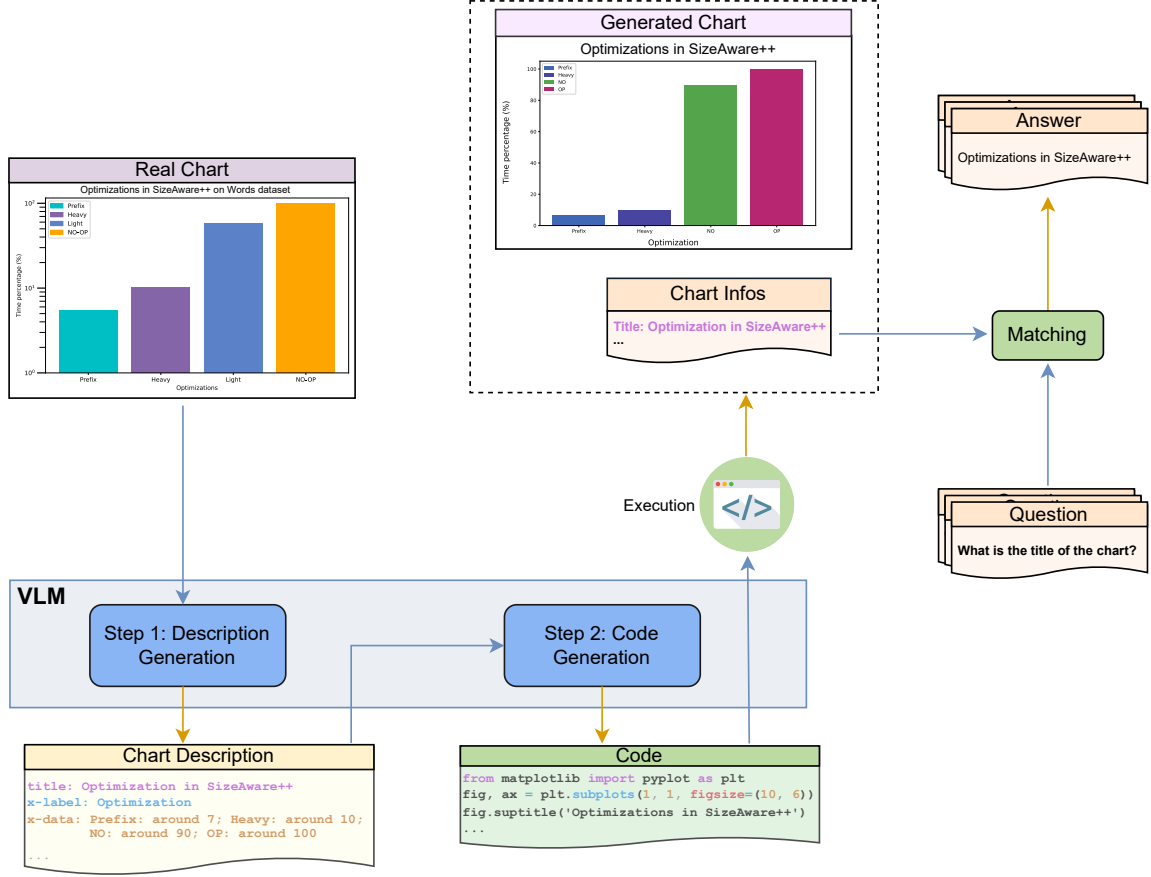 Generated Chart
Optimizations in SizeAware++
Prefix
Heavy
NO
OP
100
80
60
40
20
0
Time percentage (%)
Prefix
Heavy
NO
OP
Optimization
Chart Infos
Title: Optimization in SizeAware++
...
Answer
Optimizations in SizeAware++
Matching
Real Chart
Optimizations in SizeAware++ on Words dataset
Prefix
Heavy
Light
NO-OP
10²
10¹
10⁰
Time percentage (%)
Prefix
Heavy
Light
NO-OP
Optimizations
Execution
</>
Question
What is the title of the chart?
VLM
Step 1: Description
Generation
Step 2: Code
Generation
Chart Description
title: Optimization in SizeAware++
x-label: Optimization
x-data: Prefix: around 7; Heavy: around 10;
NO: around 90; OP: around 100
...
Code
from matplotlib import pyplot as plt
fig, ax = plt.subplots(1, 1, figsize=(10, 6))
fig.suptitle('Optimizations in SizeAware++')
...